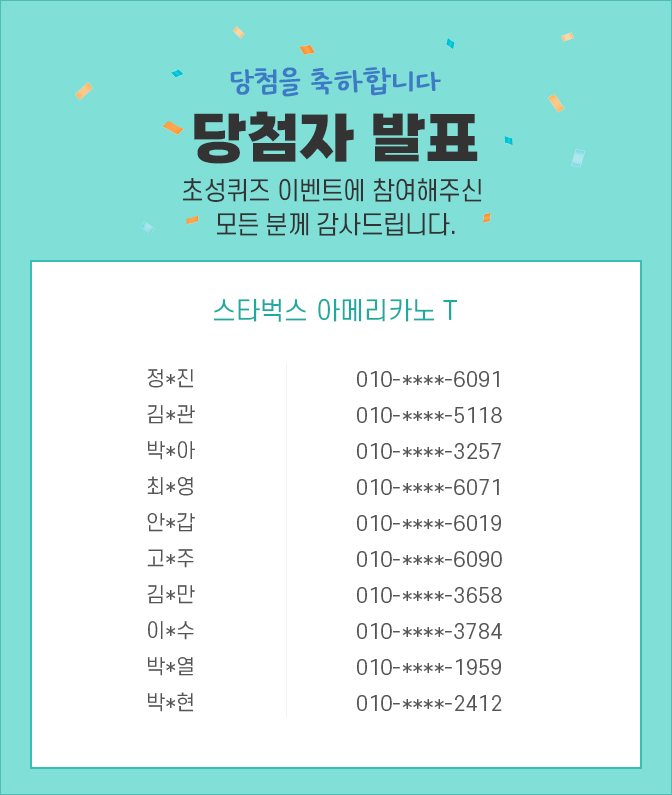 당첨을 축하합니다
당첨자 발표
초성퀴즈 이벤트에 참여해주신
모든 분께 감사드립니다.
스타벅스 아메리카노 T
정*진 010-****-6091
김*관 010-****-5118
박*아 010-****-3257
최*영 010-****-6071
안*갑 010-****-6019
고*주 010-****-6090
김*만 010-****-3658
이*수 010-****-3784
박*열 010-****-1959
박*현 010-****-2412